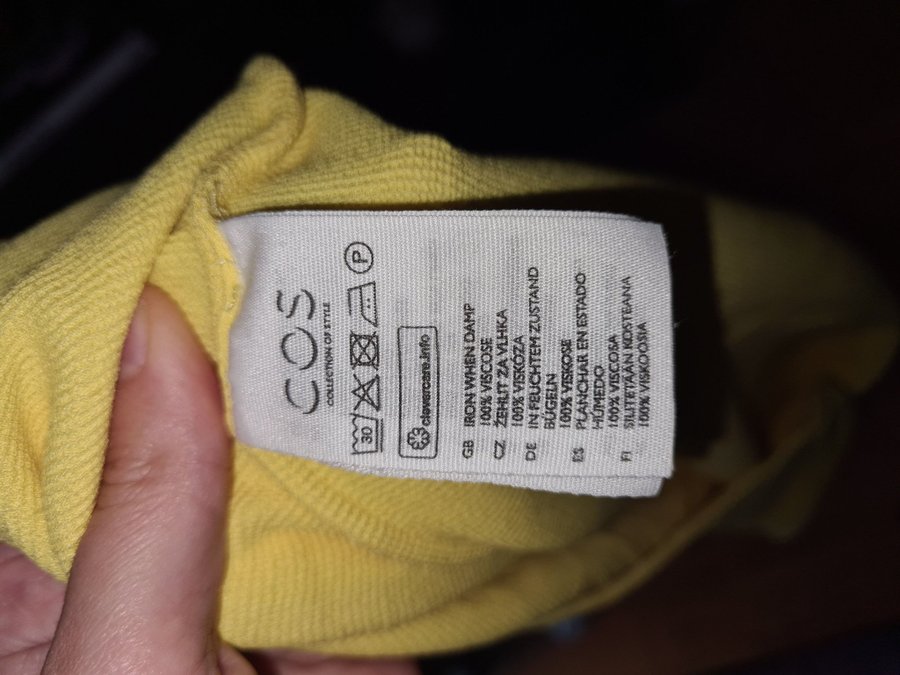 COS
COLLECTION OF STYLE
30
P
clevercare.info
GB IRON WHEN DAMP
100% VISCOSE
CZ ŽEHLIT ZA VLHKA
100% VISKÓZA
DE IN FEUCHTEM ZUSTAND
BÜGELN
100% VISKOSE
ES PLANCHAR EN ESTADO
HÚMEDO
100% VISCOSA
FI SILITETÄÄN KOSTEANA
100% VISKOOSIA